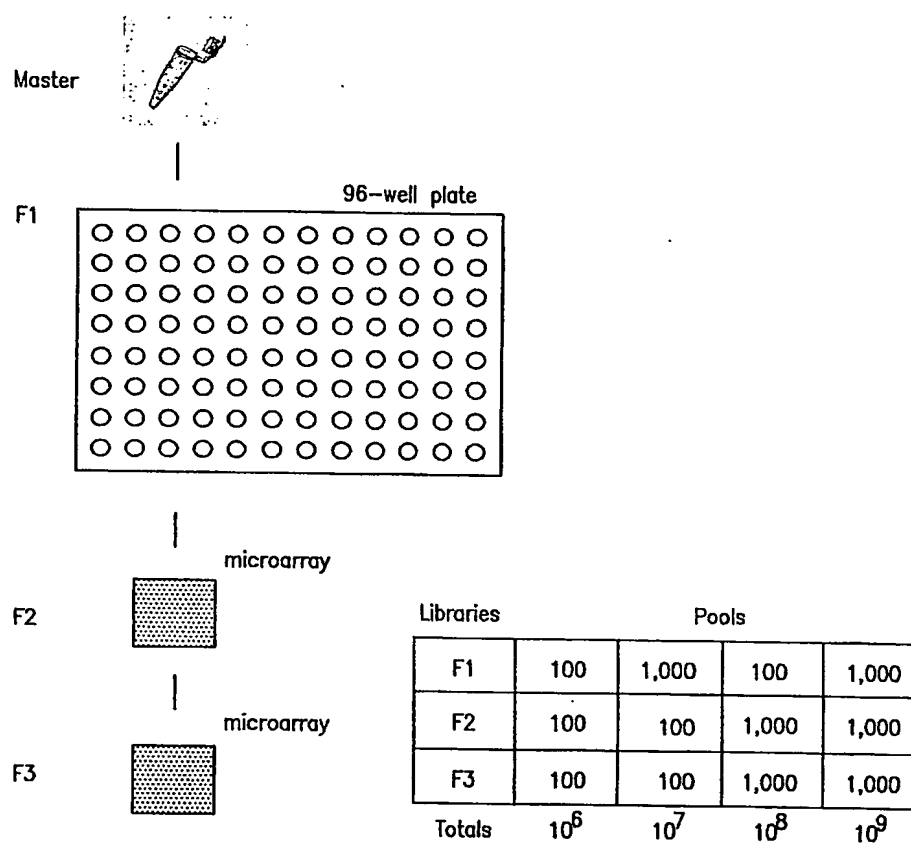 Master
96-well plate
F1
microarray
F2
microarray
F3
Libraries Pools
F1 100 1,000 100 1,000
F2 100 100 1,000 1,000
F3 100 100 1,000 1,000
Totals 10⁶ 10⁷ 10⁸ 10⁹